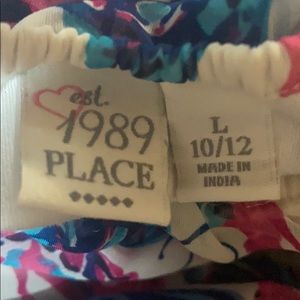 est.
1989
PLACE
L
10/12
MADE IN
INDIA